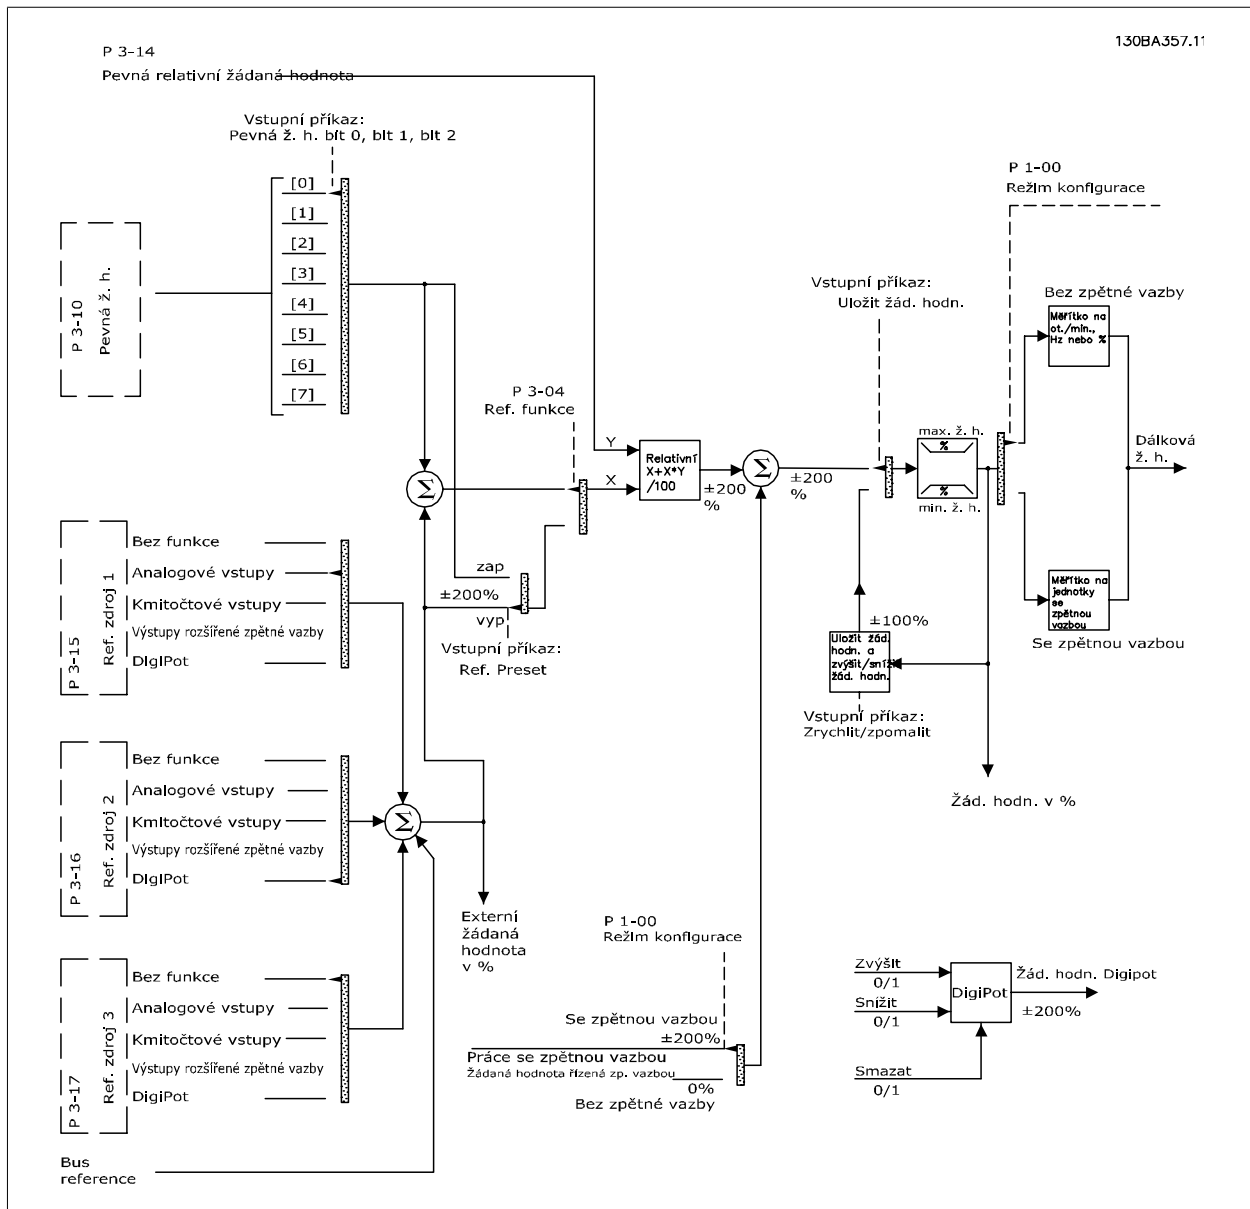 130BA357.11
P 3-14
Pevná relativní žádaná hodnota
Vstupní příkaz:
Pevná ž. h. bit 0, bit 1, bit 2
[0]
[1]
[2]
[3]
[4]
[5]
[6]
[7]
P 3-10
Pevná ž. h.
P 1-00
Režim konfigurace
Vstupní příkaz:
Uložit žád. hodn.
Bez zpětné vazby
Měřítko na
ot./min.,
Hz nebo %
P 3-04
Ref. funkce
Y
X
Relativní
X+X*Y
/100
±200
%
Σ
±200
%
max. ž. h.
%
%
min. ž. h.
Dálková
ž. h.
Σ
zap
±200%
vyp
Vstupní příkaz:
Ref. Preset
Měřítko na
jednotky
se
zpětnou
vazbou
Se zpětnou vazbou
±100%
Uložit žád.
hodn. a
zvýšit/sníži
žád. hodn.
Vstupní příkaz:
Zrychlit/zpomalit
Žád. hodn. v %
P 3-15
Ref. zdroj 1
Bez funkce
Analogové vstupy
Kmitočtové vstupy
Výstupy rozšířené zpětné vazby
DigiPot
P 3-16
Ref. zdroj 2
Bez funkce
Analogové vstupy
Kmitočtové vstupy
Výstupy rozšířené zpětné vazby
DigiPot
Σ
Externí
žádaná
hodnota
v %
P 3-17
Ref. zdroj 3
Bez funkce
Analogové vstupy
Kmitočtové vstupy
Výstupy rozšířené zpětné vazby
DigiPot
Bus
reference
P 1-00
Režim konfigurace
Se zpětnou vazbou
±200%
Práce se zpětnou vazbou
Žádaná hodnota řízená zp. vazbou
0%
Bez zpětné vazby
Zvýšit
0/1
Snížit
0/1
Smazat
0/1
DigiPot
Žád. hodn. Digipot
±200%